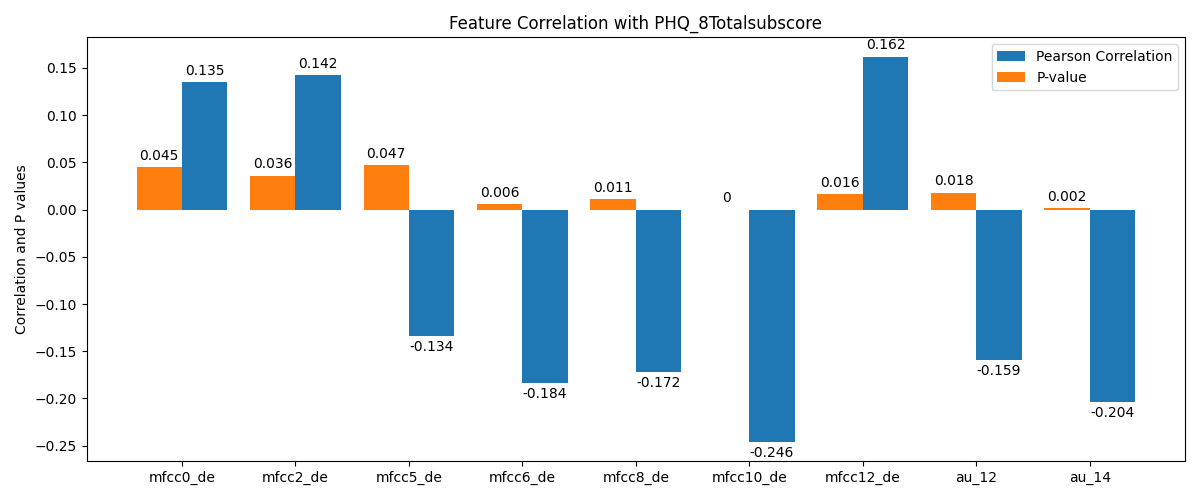 Feature Correlation with PHQ_8Totalsubscore
Pearson Correlation
P-value
Correlation and P values
0.15
0.10
0.05
0.00
−0.05
−0.10
−0.15
−0.20
−0.25
0.045
0.135
0.036
0.142
0.047
-0.134
0.006
-0.184
0.011
-0.172
0
-0.246
0.016
0.162
0.018
-0.159
0.002
-0.204
mfcc0_de
mfcc2_de
mfcc5_de
mfcc6_de
mfcc8_de
mfcc10_de
mfcc12_de
au_12
au_14